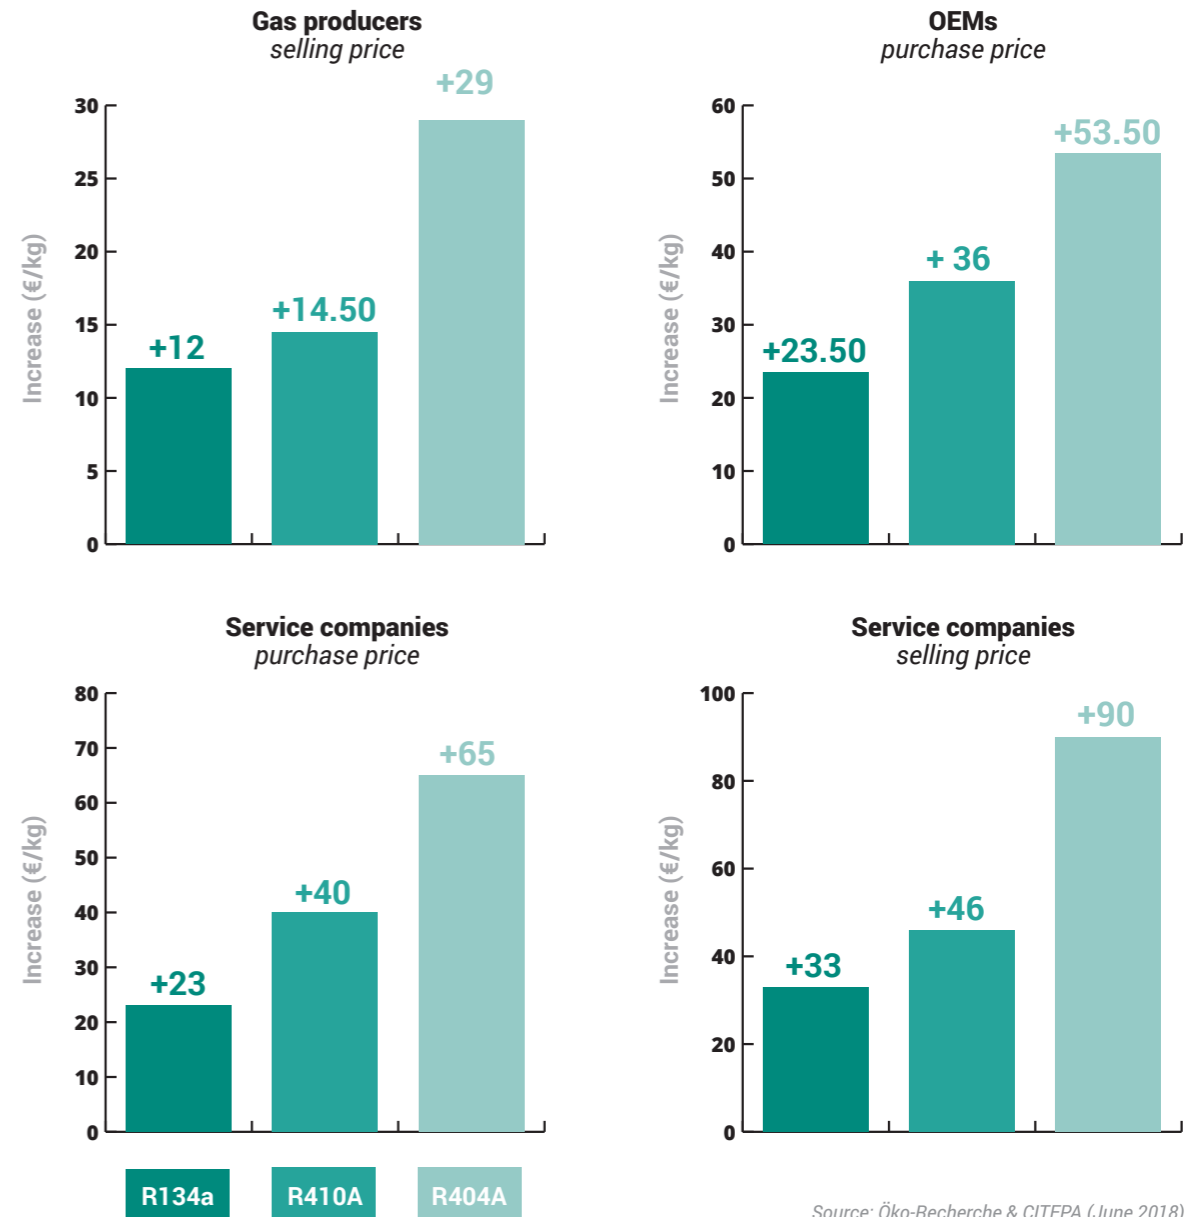 Gas producers
selling price
+29
30
25
20
15
10
5
0
Increase (€/kg)
+14.50
+12
OEMs
purchase price
+53.50
60
50
40
30
20
10
0
Increase (€/kg)
+ 36
+23.50
Service companies
purchase price
80
70
60
50
40
30
20
10
0
Increase (€/kg)
+65
+40
+23
Service companies
selling price
100
80
60
40
20
0
Increase (€/kg)
+90
+46
+33
R134a
R410A
R404A
Source: Öko-Recherche & CITEPA (June 2018)